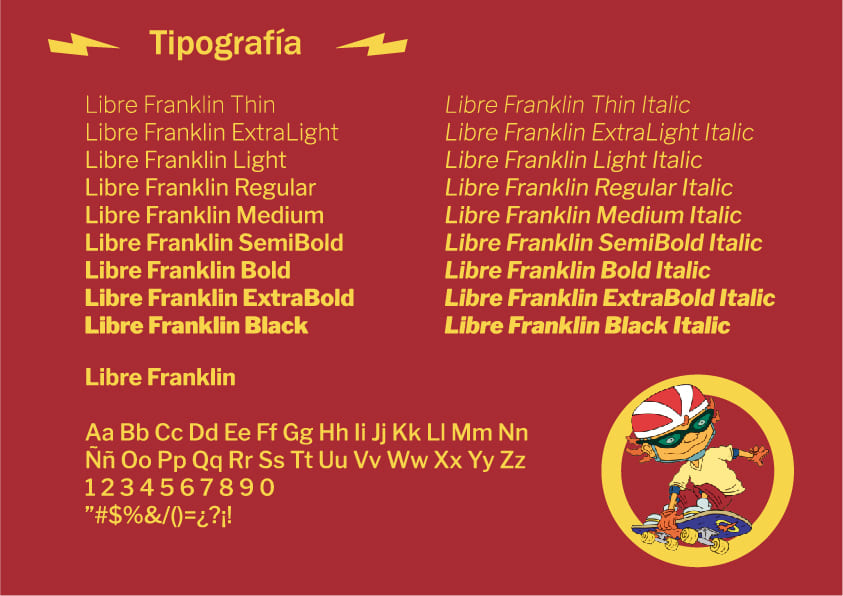 Tipografía
Libre Franklin Thin
Libre Franklin ExtraLight
Libre Franklin Light
Libre Franklin Regular
Libre Franklin Medium
Libre Franklin SemiBold
Libre Franklin Bold
Libre Franklin ExtraBold
Libre Franklin Black
Libre Franklin Thin Italic
Libre Franklin ExtraLight Italic
Libre Franklin Light Italic
Libre Franklin Regular Italic
Libre Franklin Medium Italic
Libre Franklin SemiBold Italic
Libre Franklin Bold Italic
Libre Franklin ExtraBold Italic
Libre Franklin Black Italic
Libre Franklin
Aa Bb Cc Dd Ee Ff Gg Hh Ii Jj Kk Ll Mm Nn
Ññ Oo Pp Qq Rr Ss Tt Uu Vv Ww Xx Yy Zz
1 2 3 4 5 6 7 8 9 0
”#$%&/()=¿?¡!